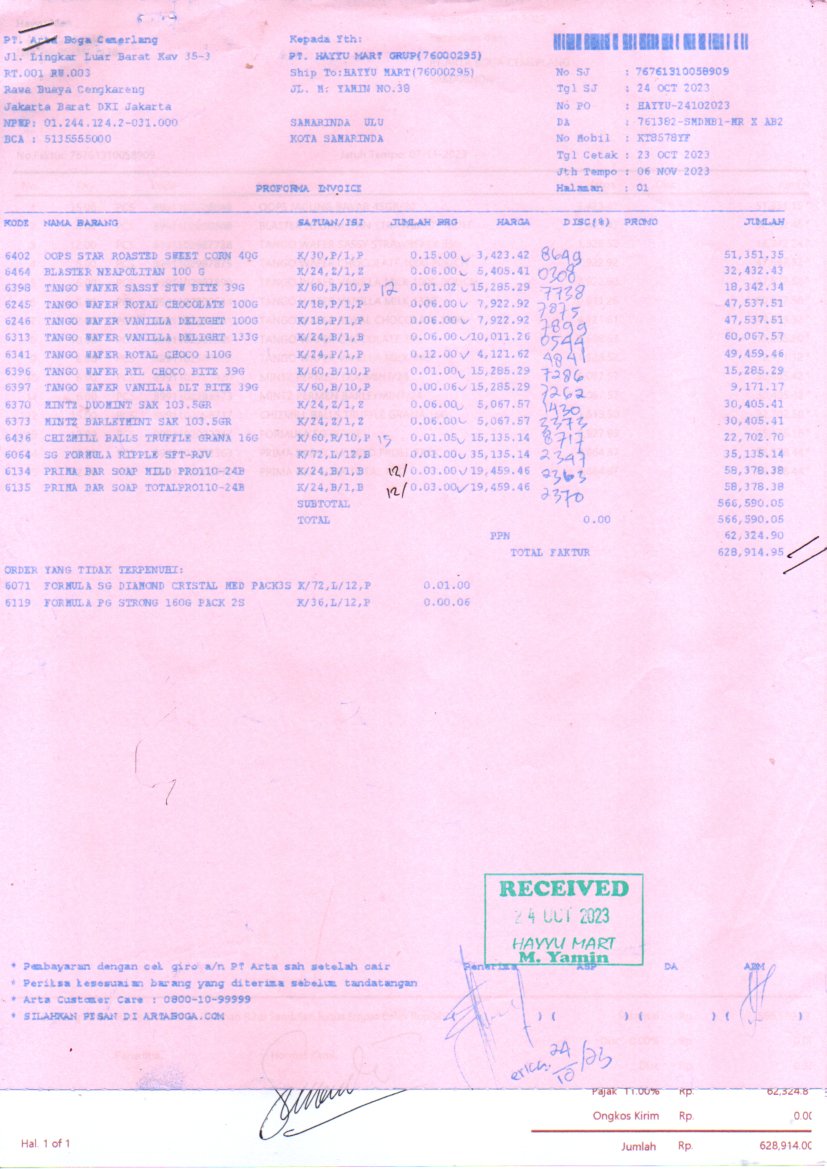 PT. Arta Boga Cemerlang
Jl. Lingkar Luar Barat Kav 35-3
RT.001 RW.003
Rawa Buaya Cengkareng
Jakarta Barat DKI Jakarta
NPWP: 01.244.124.2-031.000
BCA : 5135555000
Kepada Yth:
PT. HAYYU MART GRUP(76000295)
Ship To:HAYYU MART(76000295)
JL. M. YAMIN NO.38
SAMARINDA ULU
KOTA SAMARINDA
No SJ : 76761310058909
Tgl SJ : 24 OCT 2023
No PO : HAYYU-24102023
DA : 761382-SMDMB1-MR X AB2
No Mobil : KT8578YF
Tgl Cetak : 23 OCT 2023
Jth Tempo : 06 NOV 2023
Halaman : 01
PROFORMA INVOICE
KODE NAMA BARANG SATUAN/ISI JUMLAH BRG HARGA DISC(%) PROMO JUMLAH
6402 OOPS STAR ROASTED SWEET CORN 40G K/30,P/1,P 0.15.00 3,423.42 8649 51,351.35
6464 BLASTER NEAPOLITAN 100 G K/24,Z/1,Z 0.06.00 5,405.41 0308 32,432.43
6398 TANGO WAFER SASSY STW BITE 39G K/60,B/10,P 12 0.01.02 15,285.29 7738 18,342.34
6245 TANGO WAFER ROYAL CHOCOLATE 100G K/18,P/1,P 0.06.00 7,922.92 7875 47,537.51
6246 TANGO WAFER VANILLA DELIGHT 100G K/18,P/1,P 0.06.00 7,922.92 7899 47,537.51
6313 TANGO WAFER VANILLA DELIGHT 133G K/24,B/1,B 0.06.00 10,011.26 0544 60,067.57
6341 TANGO WAFER ROYAL CHOCO 110G K/24,P/1,P 0.12.00 4,121.62 4841 49,459.46
6396 TANGO WAFER RYL CHOCO BITE 39G K/60,B/10,P 0.01.00 15,285.29 7286 15,285.29
6397 TANGO WAFER VANILLA DLT BITE 39G K/60,B/10,P 0.00.06 15,285.29 7262 9,171.17
6370 MINTZ DUOMINT SAK 103.5GR K/24,Z/1,Z 0.06.00 5,067.57 1430 30,405.41
6373 MINTZ BARLEYMINT SAK 103.5GR K/24,Z/1,Z 0.06.00 5,067.57 2373 30,405.41
6436 CHIZMILL BALLS TRUFFLE GRANA 16G K/60,R/10,P 15 0.01.05 15,135.14 8717 22,702.70
6064 SG FORMULA RIPPLE SFT-RJV K/72,L/12,B 0.01.00 35,135.14 2347 35,135.14
6134 PRIMA BAR SOAP MILD PRO110-24B K/24,B/1,B 12/ 0.03.00 19,459.46 2363 58,378.38
6135 PRIMA BAR SOAP TOTALPRO110-24B K/24,B/1,B 12/ 0.03.00 19,459.46 2370 58,378.38
SUBTOTAL 566,590.05
TOTAL 0.00 566,590.05
PPN 62,324.90
TOTAL FAKTUR 628,914.95
ORDER YANG TIDAK TERPENUHI:
6071 FORMULA SG DIAMOND CRYSTAL MED PACK3S K/72,L/12,P 0.01.00
6119 FORMULA PG STRONG 160G PACK 2S K/36,L/12,P 0.00.06
RECEIVED
24 OCT 2023
HAYYU MART
M. Yamin
* Pembayaran dengan cek giro a/n PT Arta sah setelah cair
* Periksa kesesuaian barang yang diterima sebelum tandatangan
* Arta Customer Care : 0800-10-99999
* SILAHKAN PESAN DI ARTABOGA.COM
Penerima ASP DA ABM
( ) ( ) ( ) ( )
24/10/23
Pajak 11.00% Rp. 62,324.8
Ongkos Kirim Rp. 0.00
Hal. 1 of 1
Jumlah Rp. 628,914.00